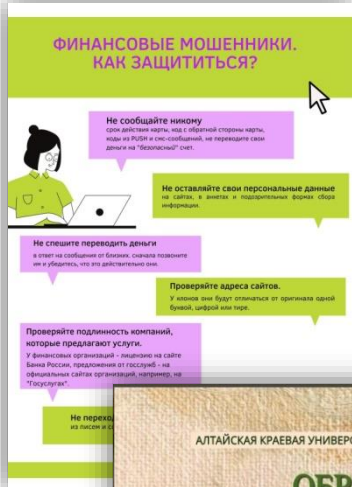 ФИНАНСОВЫЕ МОШЕННИКИ.
КАК ЗАЩИТИТЬСЯ?
Не сообщайте никому
срок действия карты, код с обратной стороны карты,
коды из PUSH и смс-сообщений, не переводите свои
деньги на "безопасный" счет.
Не оставляйте свои персональные данные
на сайтах, в анкетах и подозрительных формах сбора
информации.
Не спешите переводить деньги
в ответ на сообщения от близких. сначала позвоните
им и убедитесь, что это действительно они.
Проверяйте адреса сайтов.
У клонов они будут отличаться от оригинала одной
буквой, цифрой или тире.
Проверяйте подлинность компаний,
которые предлагают услуги.
У финансовых организаций - лицензию на сайте
Банка России, предложения от госслужб - на
официальных сайтах организаций, например, на
"Госуслугах".
Не
из писем и
АЛТАЙСКАЯ КРАЕВАЯ